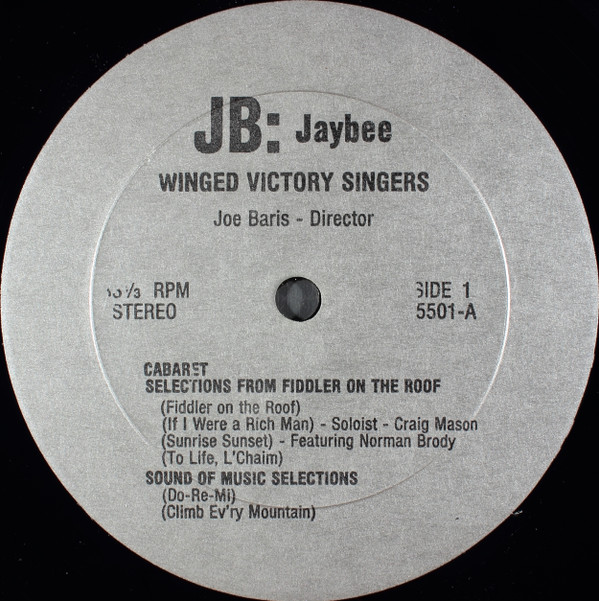 JB: Jaybee
WINGED VICTORY SINGERS
Joe Baris - Director
⅓ RPM
STEREO
SIDE 1
5501-A
CABARET
SELECTIONS FROM FIDDLER ON THE ROOF
(Fiddler on the Roof)
(If I Were a Rich Man) - Soloist - Craig Mason
(Sunrise Sunset) - Featuring Norman Brody
(To Life, L'Chaim)
SOUND OF MUSIC SELECTIONS
(Do-Re-Mi)
(Climb Ev'ry Mountain)